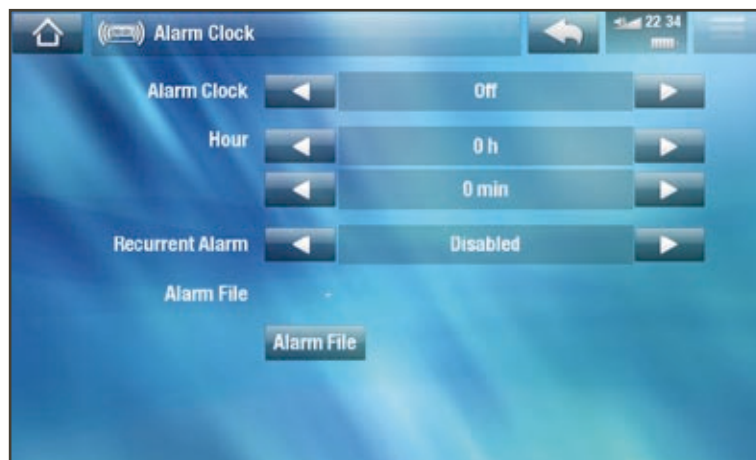 Alarm Clock
22 34
Alarm Clock
Off
Hour
0 h
0 min
Recurrent Alarm
Disabled
Alarm File
-
Alarm File